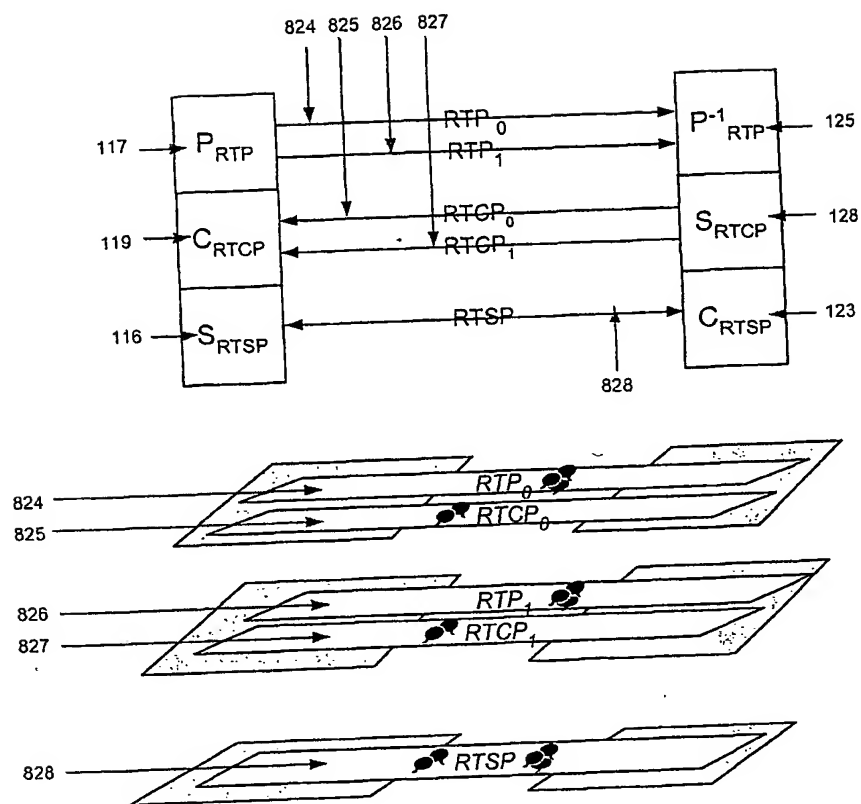 824 825 826 827
117 P_RTP RTP_0 P^-1_RTP 125
RTP_1
119 C_RTCP RTCP_0 S_RTCP 128
RTCP_1
116 S_RTSP RTSP C_RTSP 123
828
824 RTP_0
825 RTCP_0
826 RTP_1
827 RTCP_1
828 RTSP